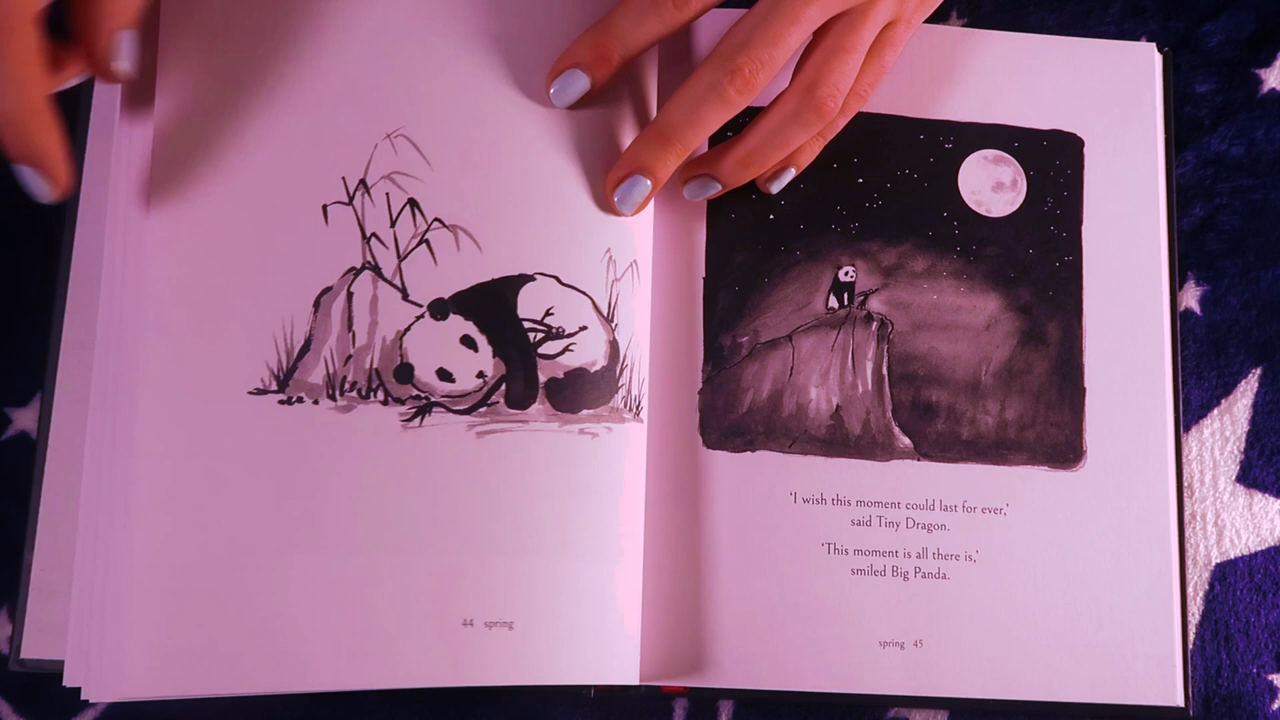 44 spring
'I wish this moment could last for ever,'
said Tiny Dragon.
'This moment is all there is,'
smiled Big Panda.
spring 45